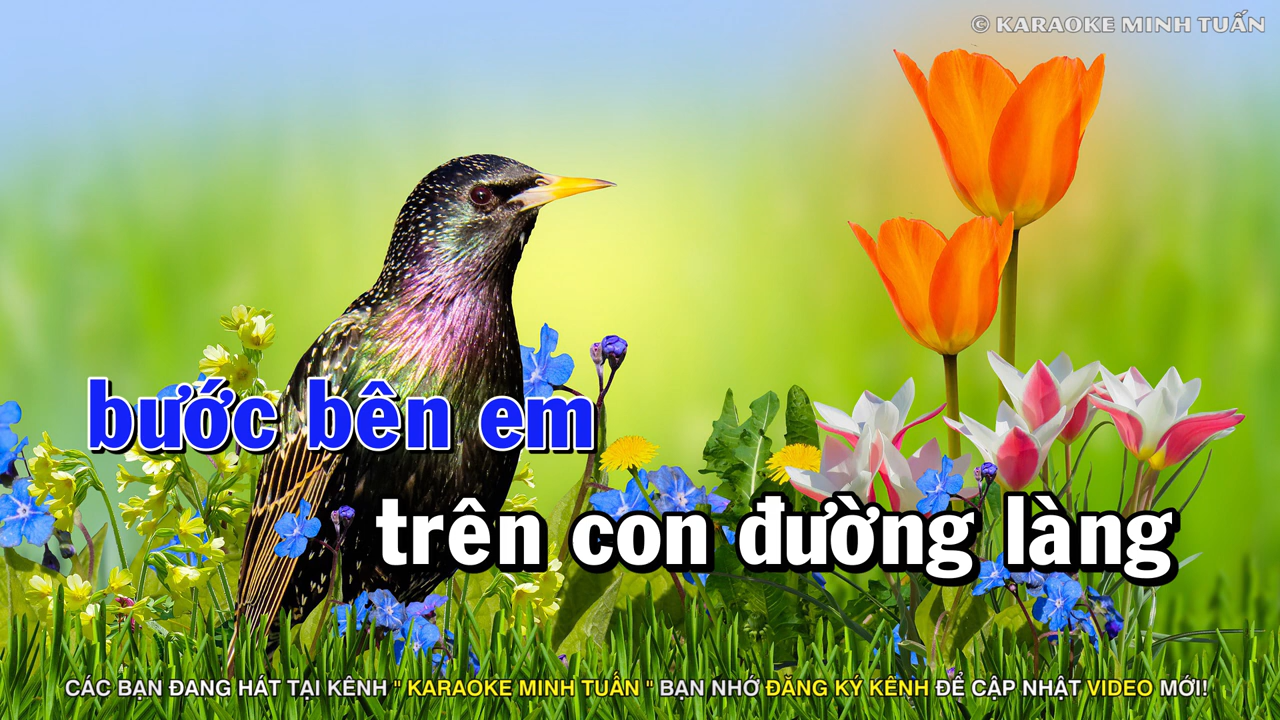 © KARAOKE MINH TUẤN
bước bên em
trên con đường làng
CÁC BẠN ĐANG HÁT TẠI KÊNH " KARAOKE MINH TUẤN " BẠN NHỚ ĐĂNG KÝ KÊNH ĐỂ CẬP NHẬT VIDEO MỚI!